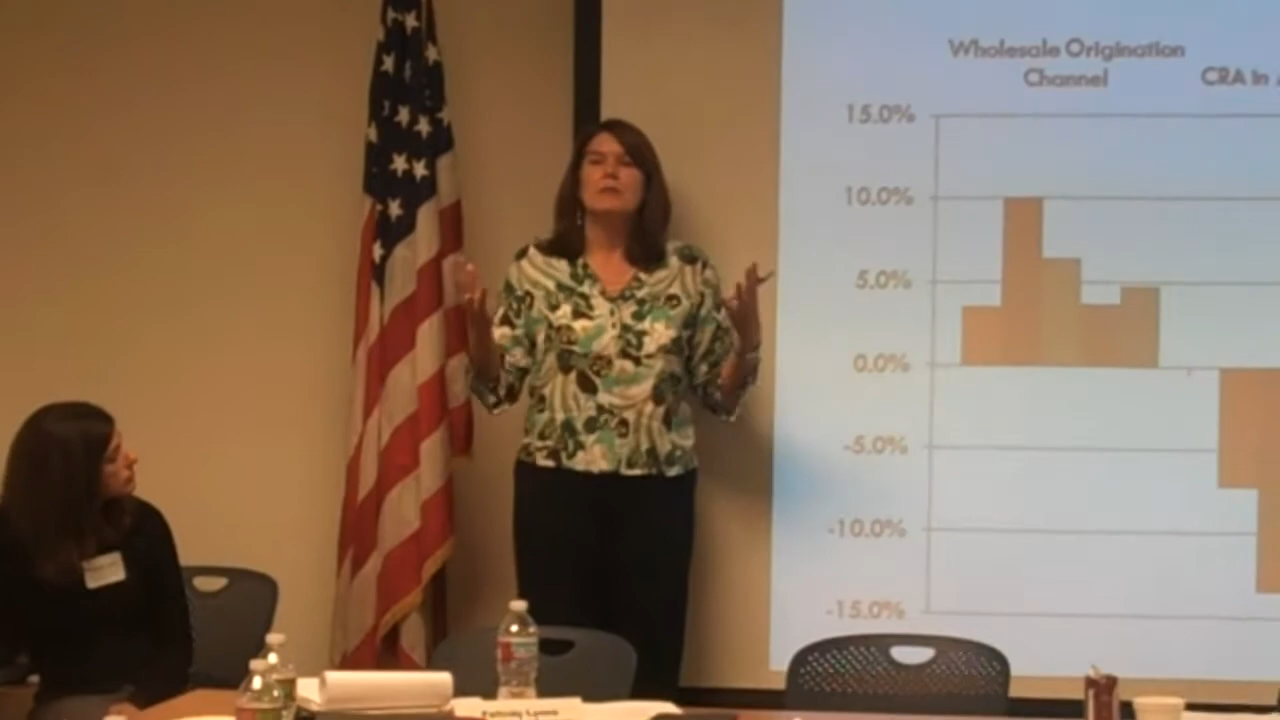 Wholesale Origination
Channel
CRA in
15.0%
10.0%
5.0%
0.0%
-5.0%
-10.0%
-15.0%